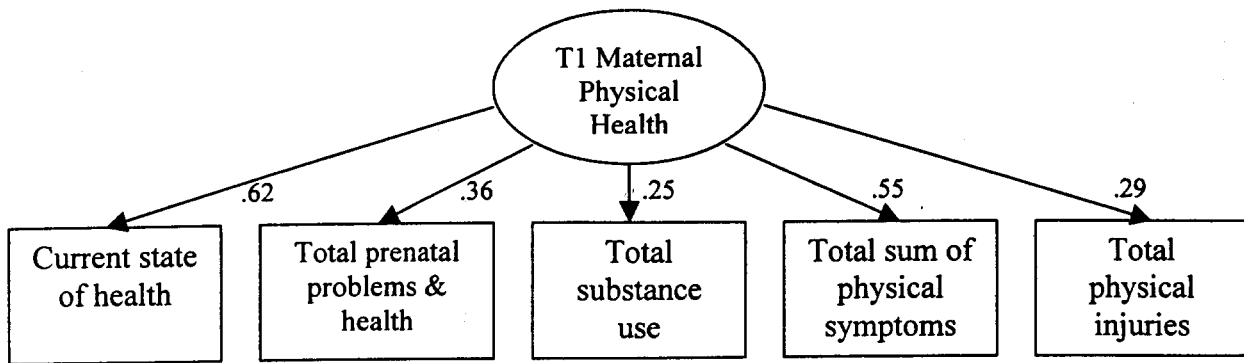 T1 Maternal
Physical
Health
.62
.36
.25
.55
.29
Current state
of health
Total prenatal
problems &
health
Total
substance
use
Total sum of
physical
symptoms
Total
physical
injuries